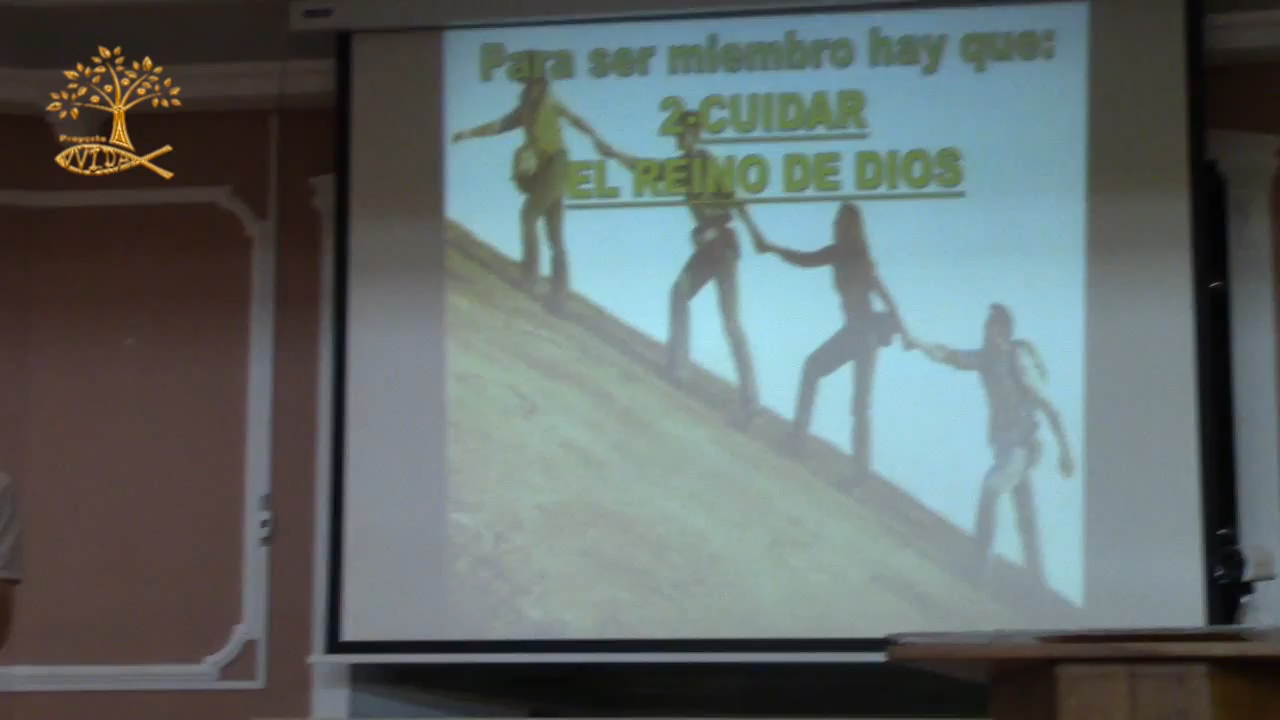 Proyecto
VIDA
Para ser miembro hay que:
2-CUIDAR
EL REINO DE DIOS